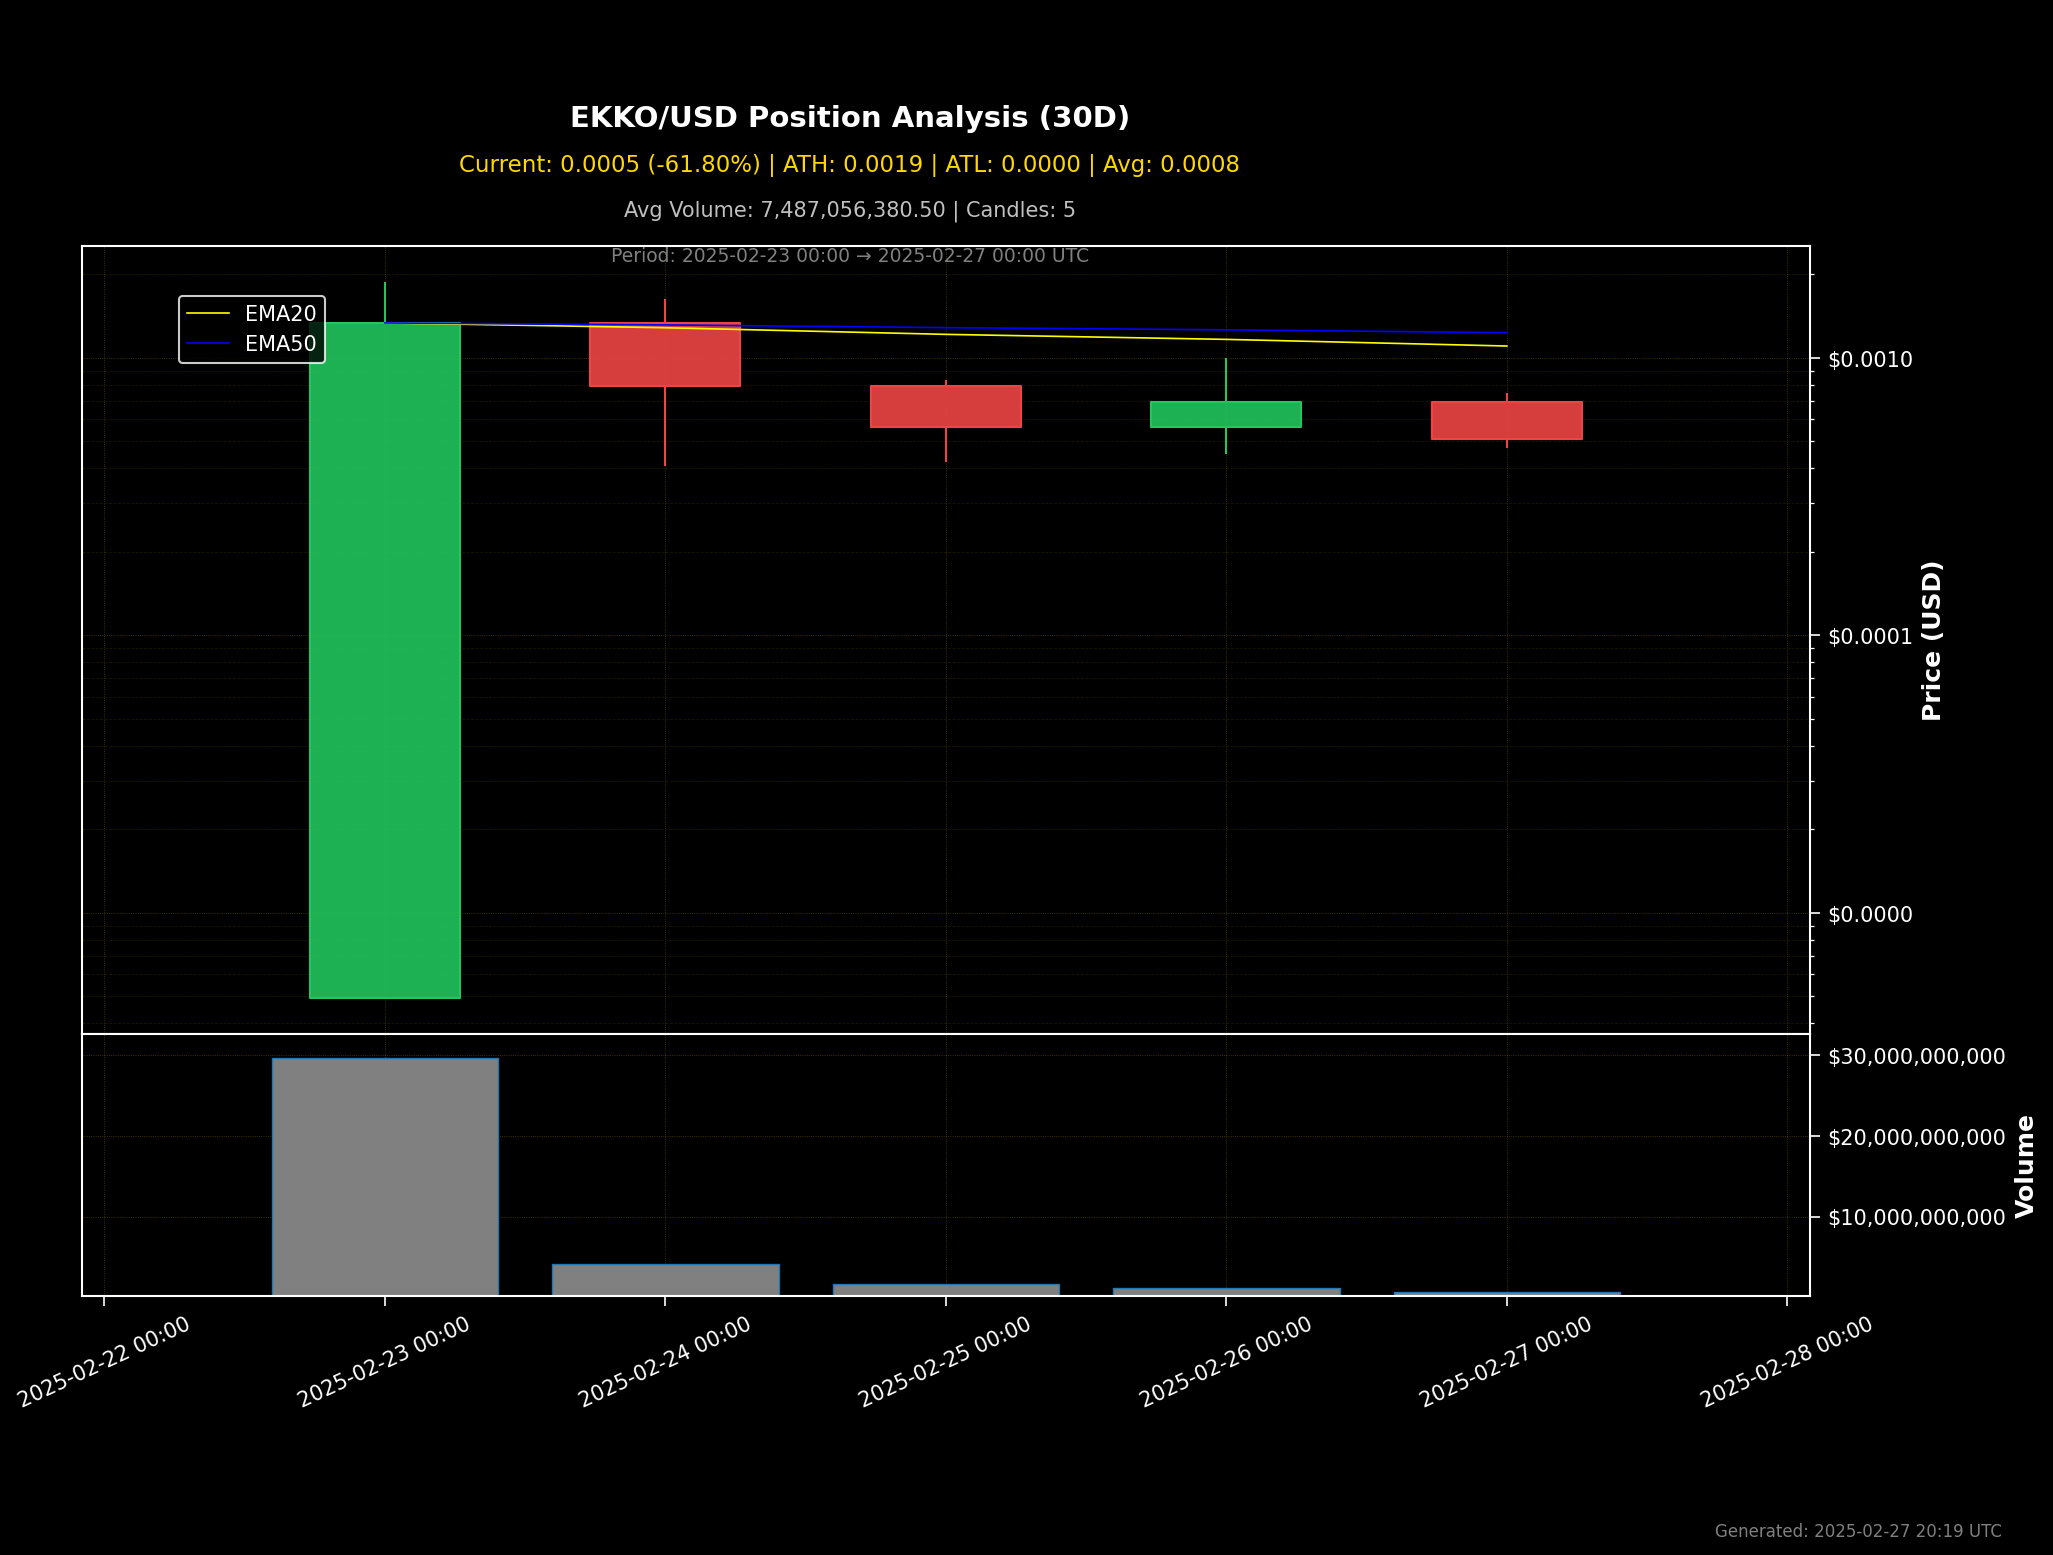 EKKO/USD Position Analysis (30D)
Current: 0.0005 (-61.80%) | ATH: 0.0019 | ATL: 0.0000 | Avg: 0.0008
Avg Volume: 7,487,056,380.50 | Candles: 5
Period: 2025-02-23 00:00 → 2025-02-27 00:00 UTC
EMA20
EMA50
$0.0010
$0.0001
$0.0000
Price (USD)
$30,000,000,000
$20,000,000,000
$10,000,000,000
Volume
2025-02-22 00:00
2025-02-23 00:00
2025-02-24 00:00
2025-02-25 00:00
2025-02-26 00:00
2025-02-27 00:00
2025-02-28 00:00
Generated: 2025-02-27 20:19 UTC